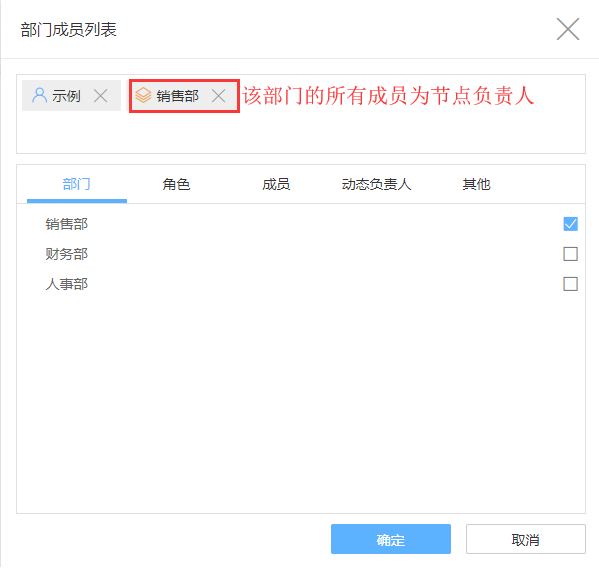 部门成员列表
示例 销售部 该部门的所有成员为节点负责人
部门 角色 成员 动态负责人 其他
销售部
财务部
人事部
确定 取消